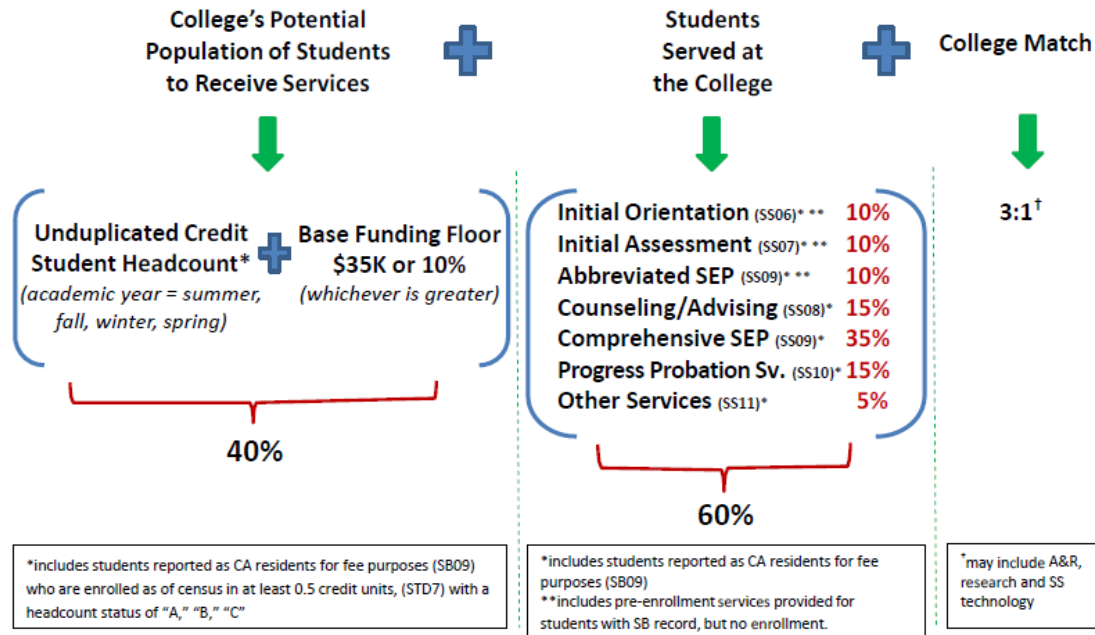 College's Potential
Population of Students
to Receive Services
Students
Served at
the College
College Match
Unduplicated Credit
Student Headcount*
(academic year = summer,
fall, winter, spring)
Base Funding Floor
$35K or 10%
(whichever is greater)
40%
Initial Orientation (SS06)* ** 10%
Initial Assessment (SS07)* ** 10%
Abbreviated SEP (SS09)* ** 10%
Counseling/Advising (SS08)* 15%
Comprehensive SEP (SS09)* 35%
Progress Probation Sv. (SS10)* 15%
Other Services (SS11)* 5%
60%
3:1†
*includes students reported as CA residents for fee purposes (SB09)
who are enrolled as of census in at least 0.5 credit units, (STD7) with a
headcount status of "A," "B," "C"
*includes students reported as CA residents for fee
purposes (SB09)
**includes pre-enrollment services provided for
students with SB record, but no enrollment.
†may include A&R,
research and SS
technology